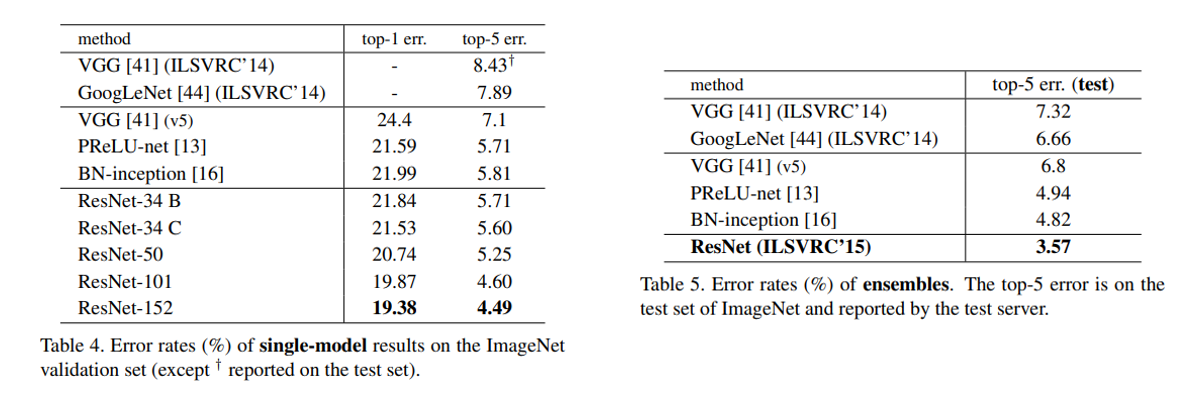 method top-1 err. top-5 err.
VGG [41] (ILSVRC'14) - 8.43†
GoogLeNet [44] (ILSVRC'14) - 7.89
VGG [41] (v5) 24.4 7.1
PReLU-net [13] 21.59 5.71
BN-inception [16] 21.99 5.81
ResNet-34 B 21.84 5.71
ResNet-34 C 21.53 5.60
ResNet-50 20.74 5.25
ResNet-101 19.87 4.60
ResNet-152 19.38 4.49
Table 4. Error rates (%) of single-model results on the ImageNet
validation set (except † reported on the test set).
method top-5 err. (test)
VGG [41] (ILSVRC'14) 7.32
GoogLeNet [44] (ILSVRC'14) 6.66
VGG [41] (v5) 6.8
PReLU-net [13] 4.94
BN-inception [16] 4.82
ResNet (ILSVRC'15) 3.57
Table 5. Error rates (%) of ensembles. The top-5 error is on the
test set of ImageNet and reported by the test server.